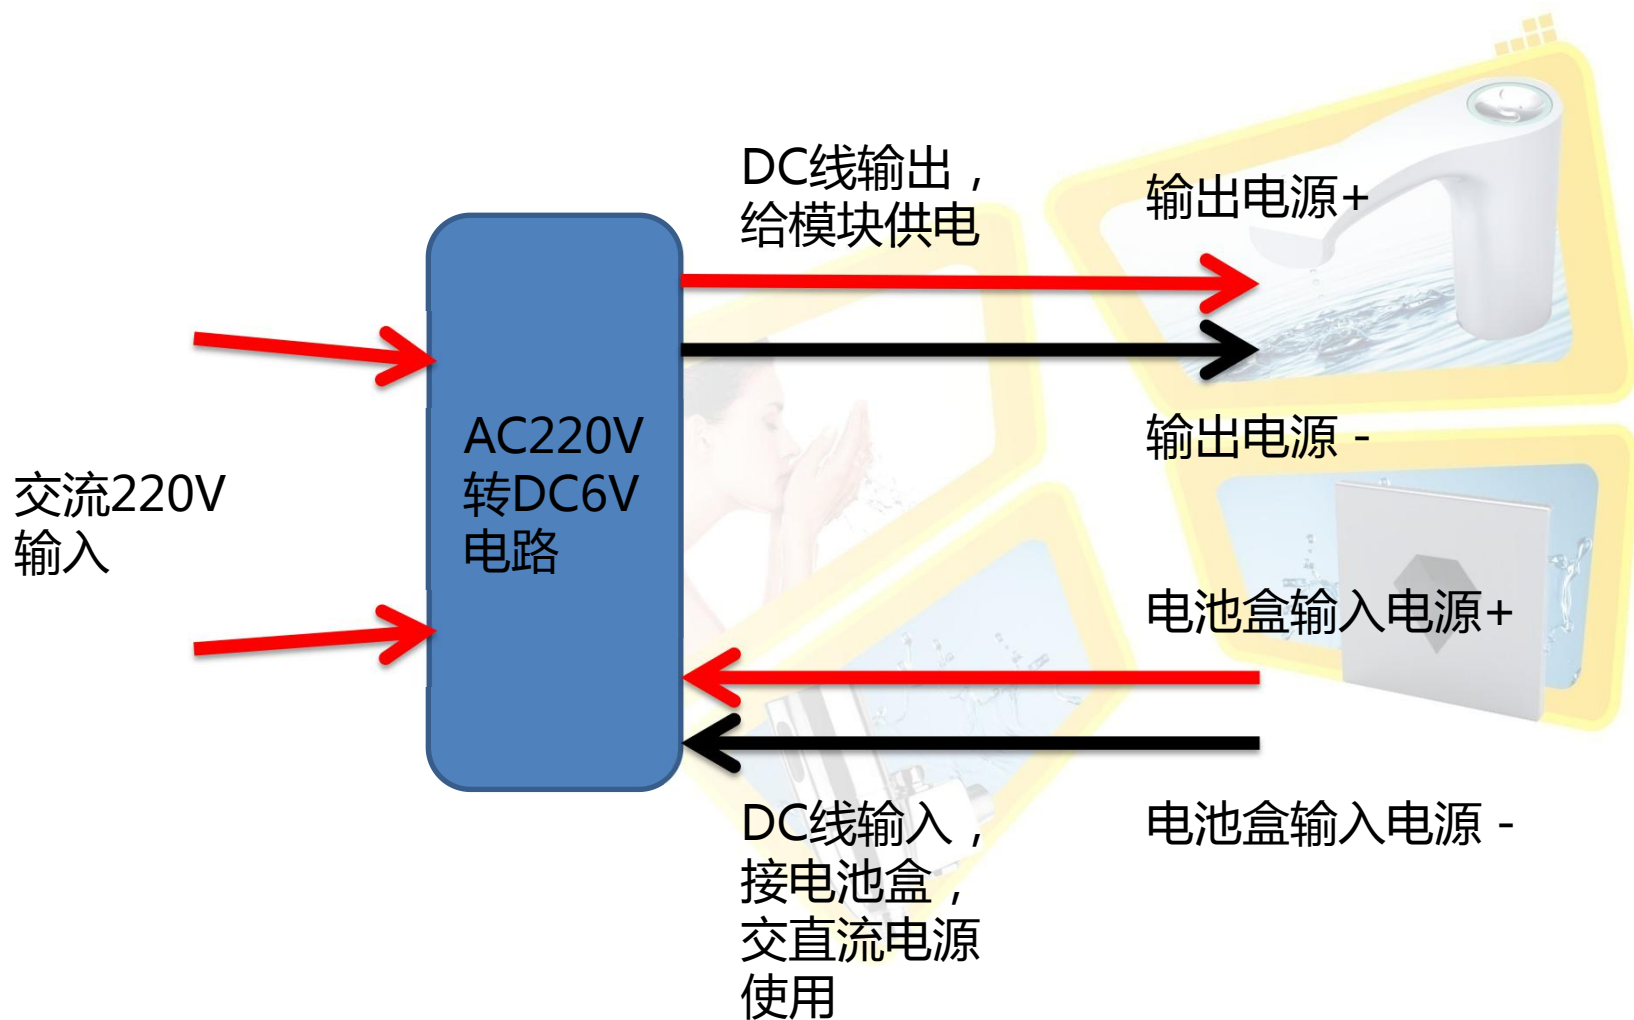 DC线输出，
给模块供电
输出电源+
AC220V
转DC6V
电路
输出电源 -
交流220V
输入
电池盒输入电源+
DC线输入，
接电池盒，
交直流电源
使用
电池盒输入电源 -